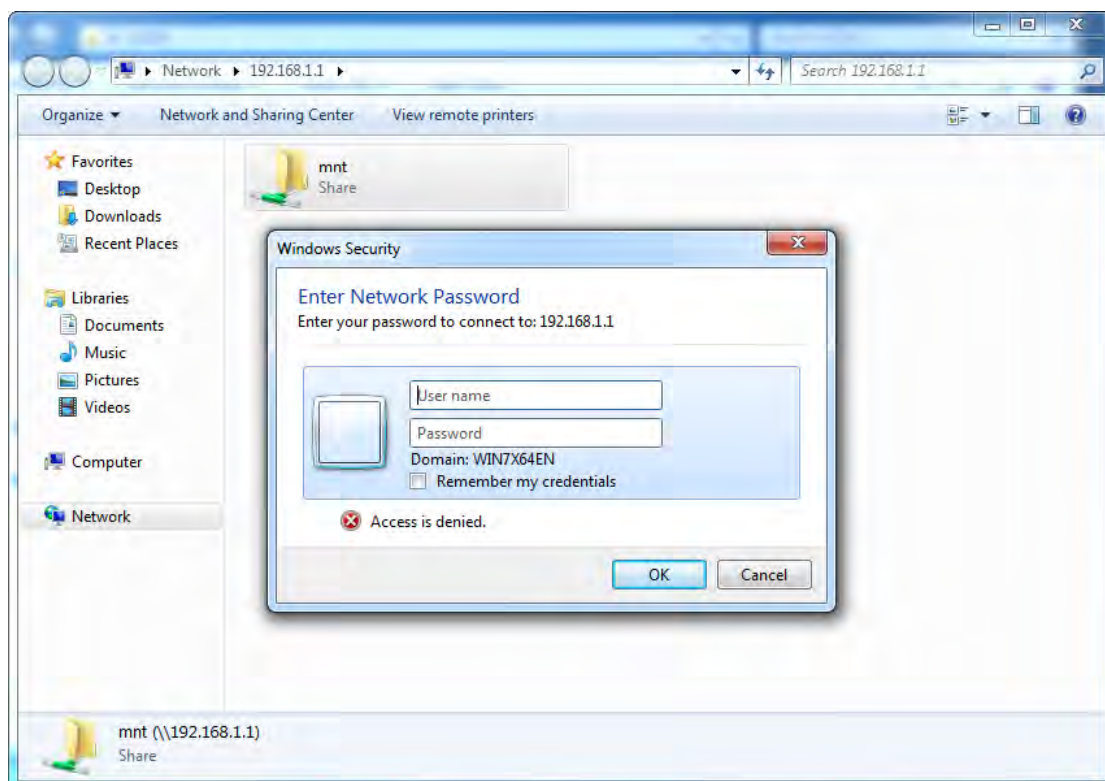 Network 192.168.1.1
Search 192.168.1.1
Organize Network and Sharing Center View remote printers
Favorites
Desktop
Downloads
Recent Places
Libraries
Documents
Music
Pictures
Videos
Computer
Network
mnt
Share
Windows Security
Enter Network Password
Enter your password to connect to: 192.168.1.1
User name
Password
Domain: WIN7X64EN
Remember my credentials
Access is denied.
OK Cancel
mnt (\\192.168.1.1)
Share